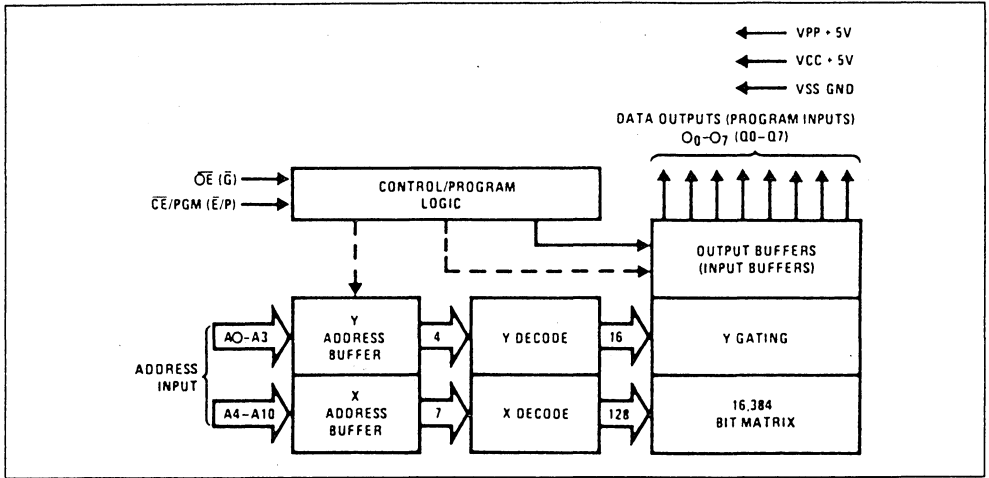 VPP + 5V
VCC + 5V
VSS GND
DATA OUTPUTS (PROGRAM INPUTS)
O₀–O₇ (Q0–Q7)
O̅E̅ (G̅)
C̅E̅/PGM (E̅/P)
CONTROL/PROGRAM
LOGIC
OUTPUT BUFFERS
(INPUT BUFFERS)
ADDRESS
INPUT
A0–A3
Y
ADDRESS
BUFFER
4
Y DECODE
16
Y GATING
A4–A10
X
ADDRESS
BUFFER
7
X DECODE
128
16,384
BIT MATRIX